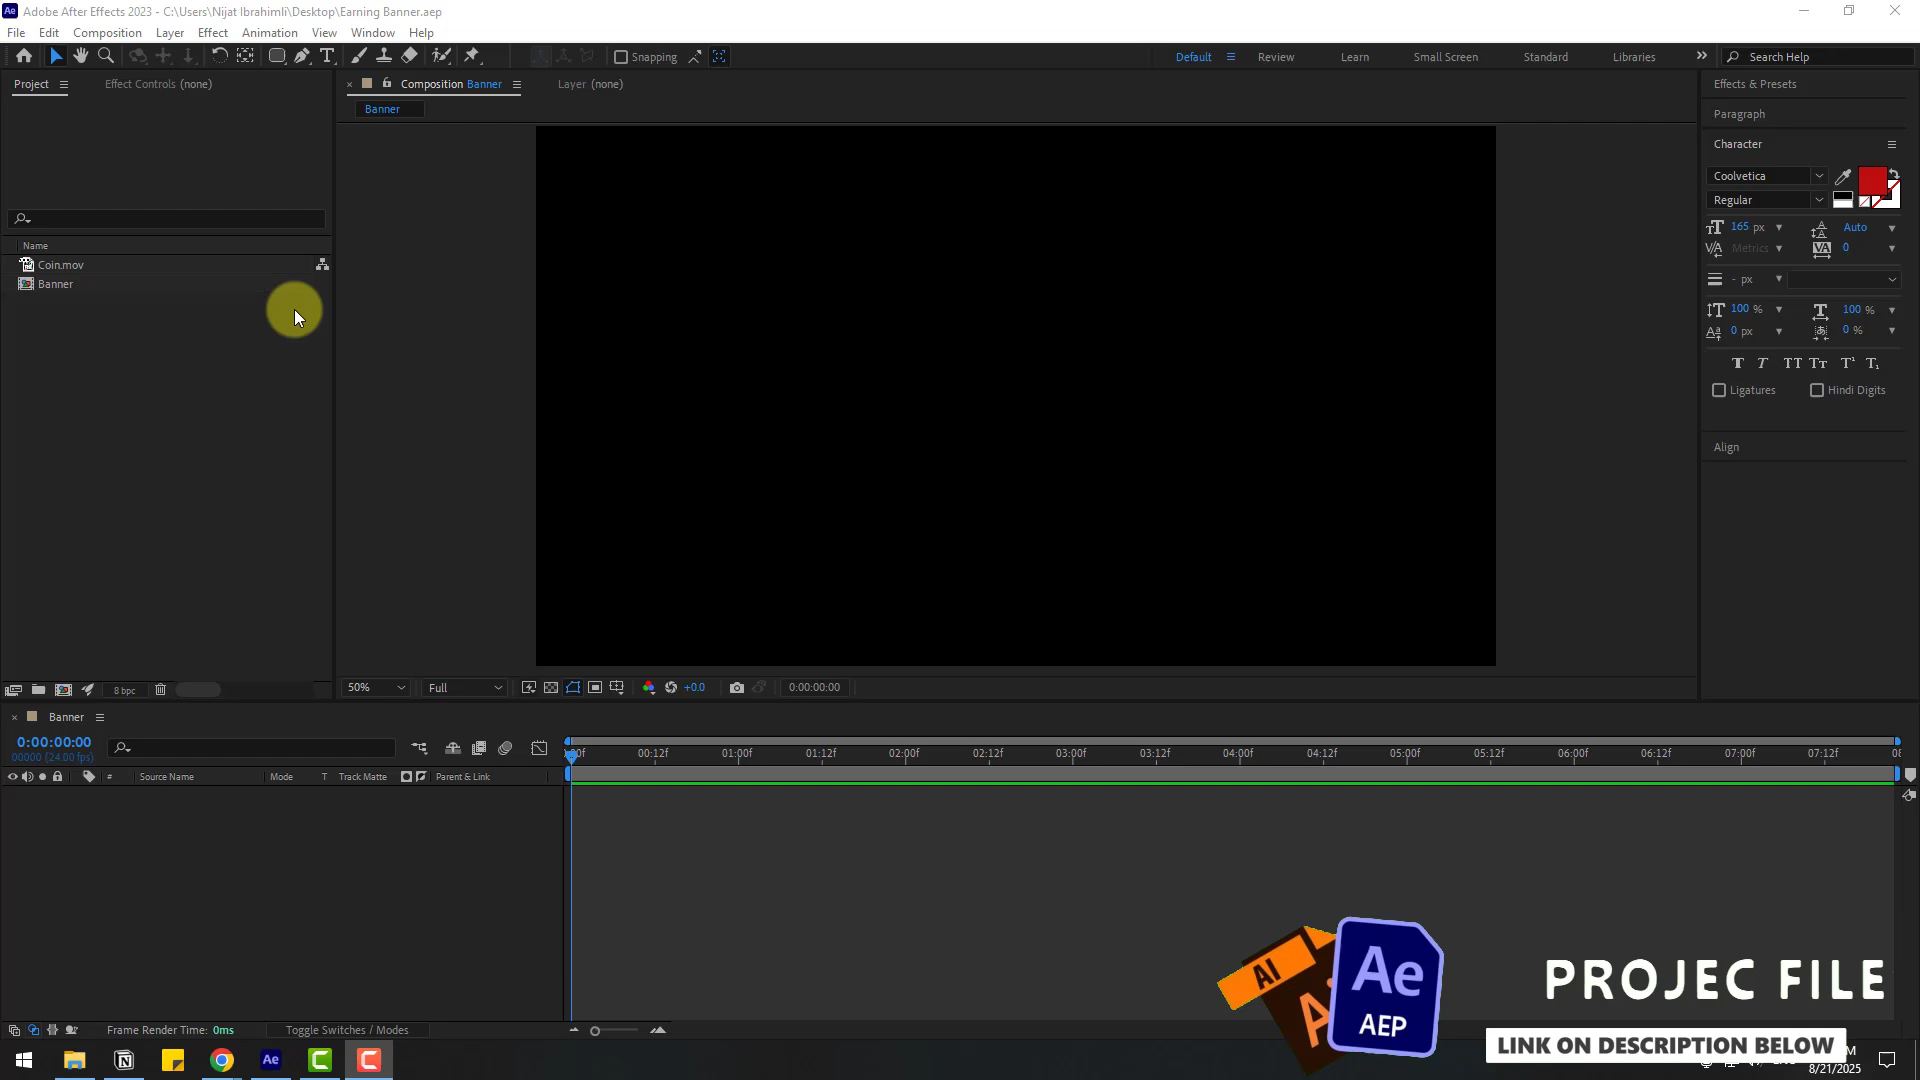 Adobe After Effects 2023 - C:\Users\Nijat Ibrahimli\Desktop\Earning Banner.aep
File Edit Composition Layer Effect Animation View Window Help
Snapping
Default Review Learn Small Screen Standard Libraries Search Help
Project Effect Controls (none)
Composition Banner Layer (none)
Banner
Effects & Presets
Paragraph
Character
Coolvetica
Regular
165 px Auto
Metrics 0
- px
100 % 100 %
0 px 0 %
Ligatures Hindi Digits
Align
Name
Coin.mov
Banner
8 bpc
50% Full +0.0 0:00:00:00
Banner
0:00:00:00
00000 (24.00 fps)
00:12f 01:00f 01:12f 02:00f 02:12f 03:00f 03:12f 04:00f 04:12f 05:00f 05:12f 06:00f 06:12f 07:00f 07:12f
# Source Name Mode T Track Matte Parent & Link
Frame Render Time: 0ms Toggle Switches / Modes
AI
Ae
AEP
PROJEC FILE
LINK ON DESCRIPTION BELOW
8/21/2025